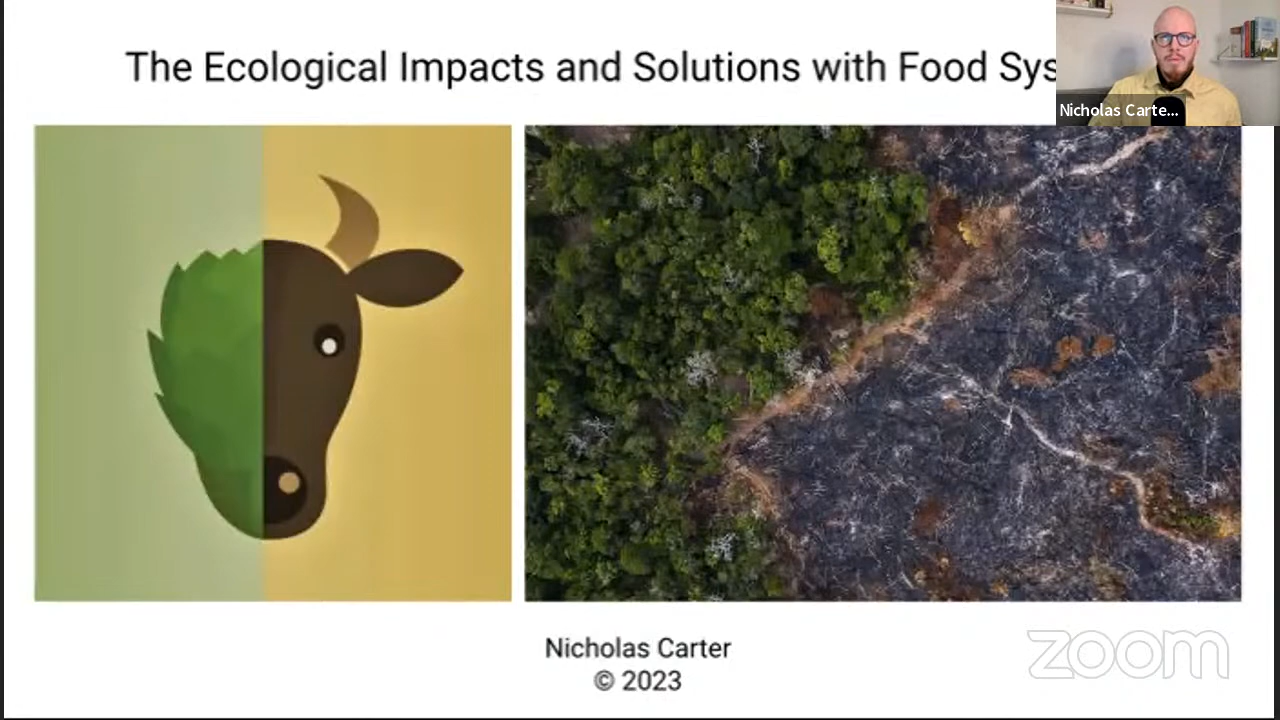 The Ecological Impacts and Solutions with Food Sys
Nicholas Carte...
Nicholas Carter
© 2023
zoom